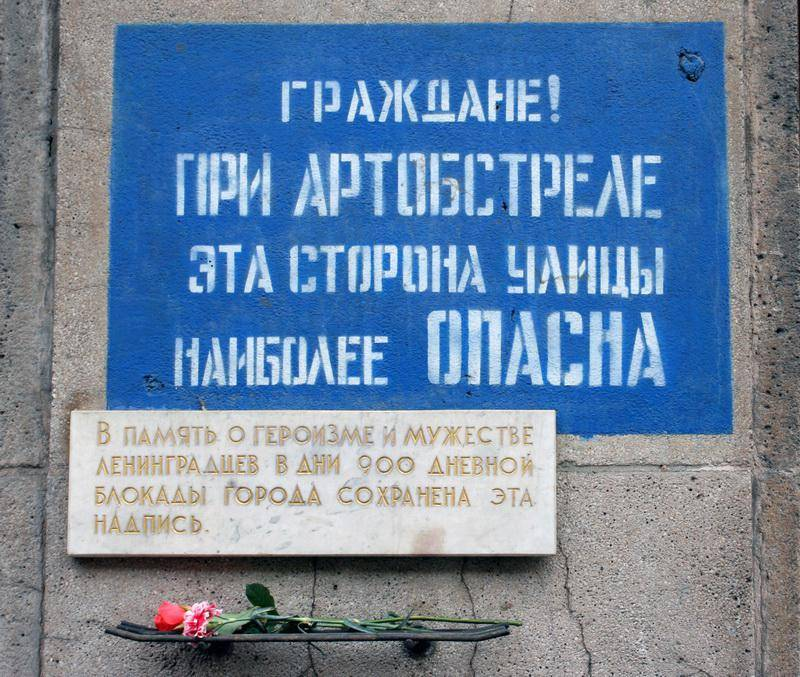 ГРАЖДАНЕ!
ПРИ АРТОБСТРЕЛЕ
ЭТА СТОРОНА УЛИЦЫ
НАИБОЛЕЕ ОПАСНА
В ПАМЯТЬ О ГЕРОИЗМЕ И МУЖЕСТВЕ
ЛЕНИНГРАДЦЕВ В ДНИ 900 ДНЕВНОЙ
БЛОКАДЫ ГОРОДА СОХРАНЕНА ЭТА
НАДПИСЬ.